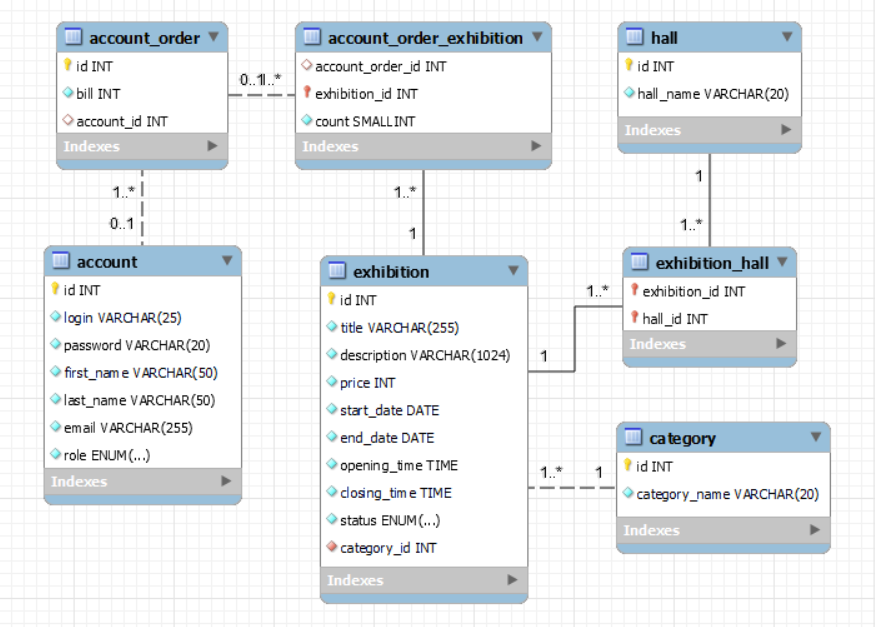 account_order
id INT
bill INT
account_id INT
Indexes
0..1
1..*
account_order_exhibition
account_order_id INT
exhibition_id INT
count SMALLINT
Indexes
hall
id INT
hall_name VARCHAR(20)
Indexes
1..*
0..1
1..*
1
1
1..*
account
id INT
login VARCHAR(25)
password VARCHAR(20)
first_name VARCHAR(50)
last_name VARCHAR(50)
email VARCHAR(255)
role ENUM(...)
Indexes
exhibition
id INT
title VARCHAR(255)
description VARCHAR(1024)
price INT
start_date DATE
end_date DATE
opening_time TIME
closing_time TIME
status ENUM(...)
category_id INT
Indexes
1
1..*
exhibition_hall
exhibition_id INT
hall_id INT
Indexes
1..*
1
category
id INT
category_name VARCHAR(20)
Indexes